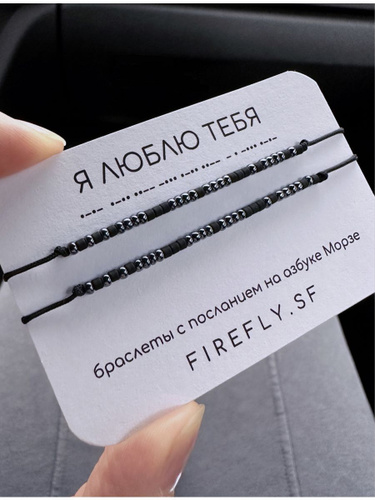 Я ЛЮБЛЮ ТЕБЯ
·–·– ·–·· ··–– –··· ·–·· ··–– – · –··· ·–·–
браслеты с посланием на азбуке Морзе
FIREFLY.SF